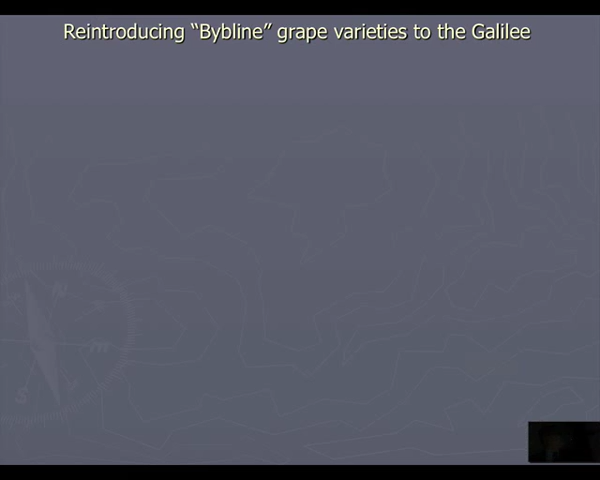 Reintroducing “Bybline” grape varieties to the Galilee